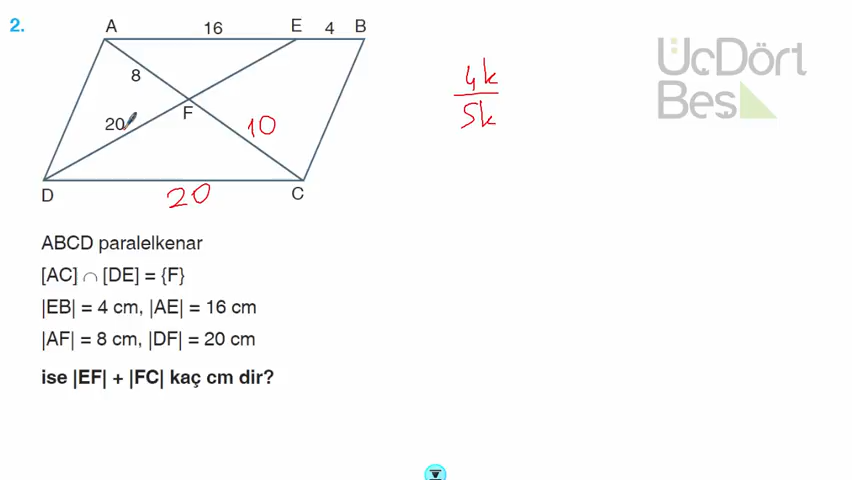 2.
A 16 E 4 B
8
F
20
10
D
20
C
4k
5k
ÜçDört
Beş
ABCD paralelkenar
[AC] ∩ [DE] = {F}
|EB| = 4 cm, |AE| = 16 cm
|AF| = 8 cm, |DF| = 20 cm
ise |EF| + |FC| kaç cm dir?